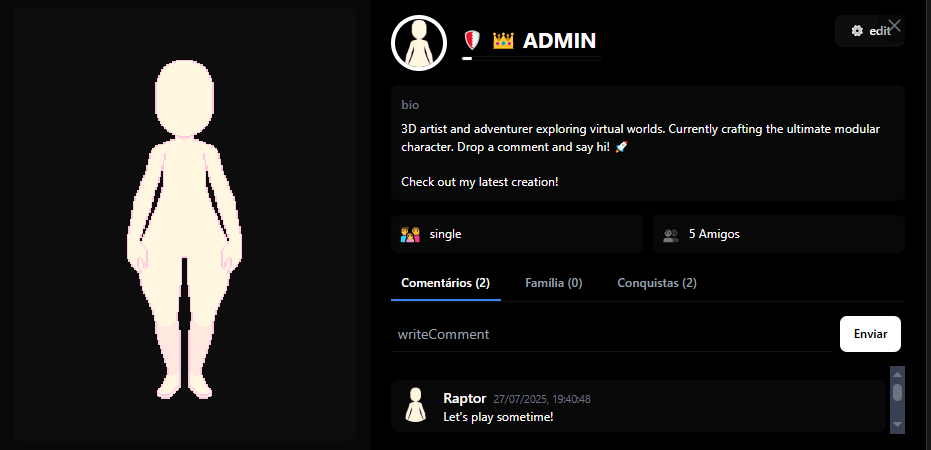 ADMIN
edit
bio
3D artist and adventurer exploring virtual worlds. Currently crafting the ultimate modular
character. Drop a comment and say hi! 🚀
Check out my latest creation!
single
5 Amigos
Comentários (2)
Família (0)
Conquistas (2)
writeComment
Enviar
Raptor 27/07/2025, 19:40:48
Let's play sometime!